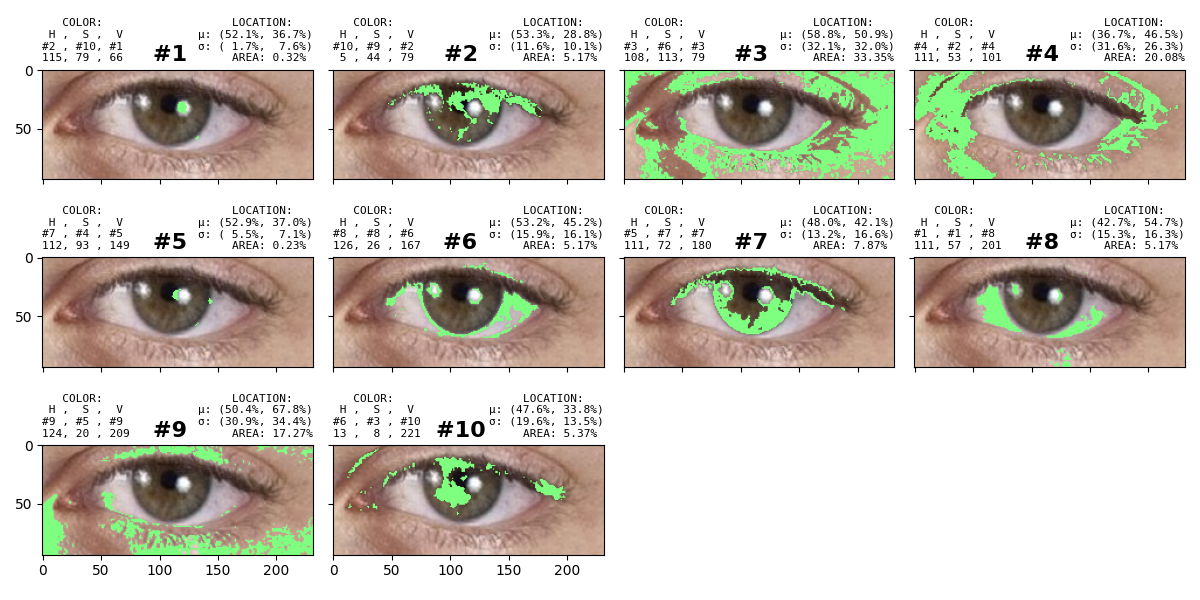 COLOR: LOCATION:
H , S , V μ: (52.1%, 36.7%)
#2 , #10, #1 σ: ( 1.7%, 7.6%)
115, 79 , 66 #1 AREA: 0.32%
COLOR: LOCATION:
H , S , V μ: (53.3%, 28.8%)
#10, #9 , #2 σ: (11.6%, 10.1%)
5 , 44 , 79 #2 AREA: 5.17%
COLOR: LOCATION:
H , S , V μ: (58.8%, 50.9%)
#3 , #6 , #3 σ: (32.1%, 32.0%)
108, 113, 79 #3 AREA: 33.35%
COLOR: LOCATION:
H , S , V μ: (36.7%, 46.5%)
#4 , #2 , #4 σ: (31.6%, 26.3%)
111, 53 , 101 #4 AREA: 20.08%
0
50
COLOR: LOCATION:
H , S , V μ: (52.9%, 37.0%)
#7 , #4 , #5 σ: ( 5.5%, 7.1%)
112, 93 , 149 #5 AREA: 0.23%
COLOR: LOCATION:
H , S , V μ: (53.2%, 45.2%)
#8 , #8 , #6 σ: (15.9%, 16.1%)
126, 26 , 167 #6 AREA: 5.17%
COLOR: LOCATION:
H , S , V μ: (48.0%, 42.1%)
#5 , #7 , #7 σ: (13.2%, 16.6%)
111, 72 , 180 #7 AREA: 7.87%
COLOR: LOCATION:
H , S , V μ: (42.7%, 54.7%)
#1 , #1 , #8 σ: (15.3%, 16.3%)
111, 57 , 201 #8 AREA: 5.17%
0
50
COLOR: LOCATION:
H , S , V μ: (50.4%, 67.8%)
#9 , #5 , #9 σ: (30.9%, 34.4%)
124, 20 , 209 #9 AREA: 17.27%
COLOR: LOCATION:
H , S , V μ: (47.6%, 33.8%)
#6 , #3 , #10 σ: (19.6%, 13.5%)
13 , 8 , 221 #10 AREA: 5.37%
0
50
0 50 100 150 200
0 50 100 150 200